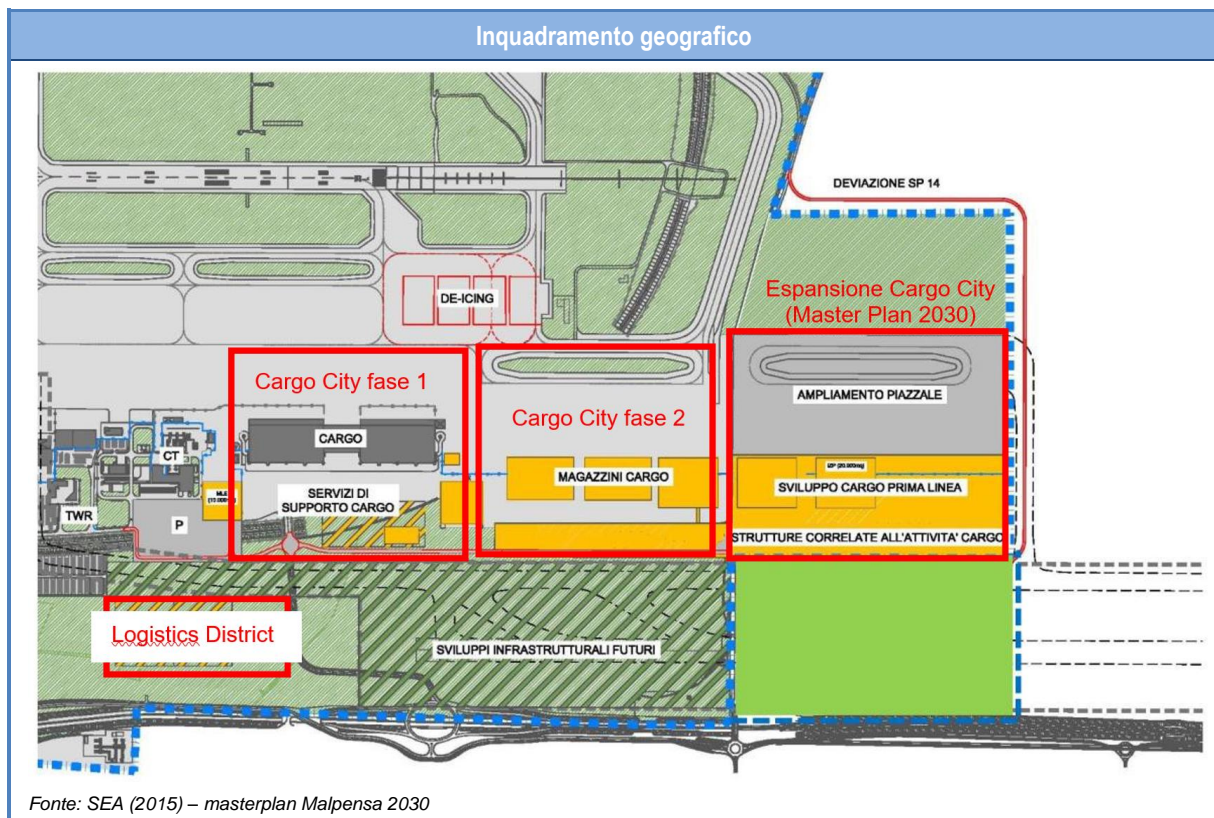 Inquadramento geografico
DEVIAZIONE SP 14
DE-ICING
Espansione Cargo City
(Master Plan 2030)
Cargo City fase 1
Cargo City fase 2
AMPLIAMENTO PIAZZALE
CARGO
CT
MAGAZZINI CARGO
SVILUPPO CARGO PRIMA LINEA
SERVIZI DI
SUPPORTO CARGO
TWR
P
STRUTTURE CORRELATE ALL'ATTIVITA' CARGO
Logistics District
SVILUPPI INFRASTRUTTURALI FUTURI
Fonte: SEA (2015) – masterplan Malpensa 2030